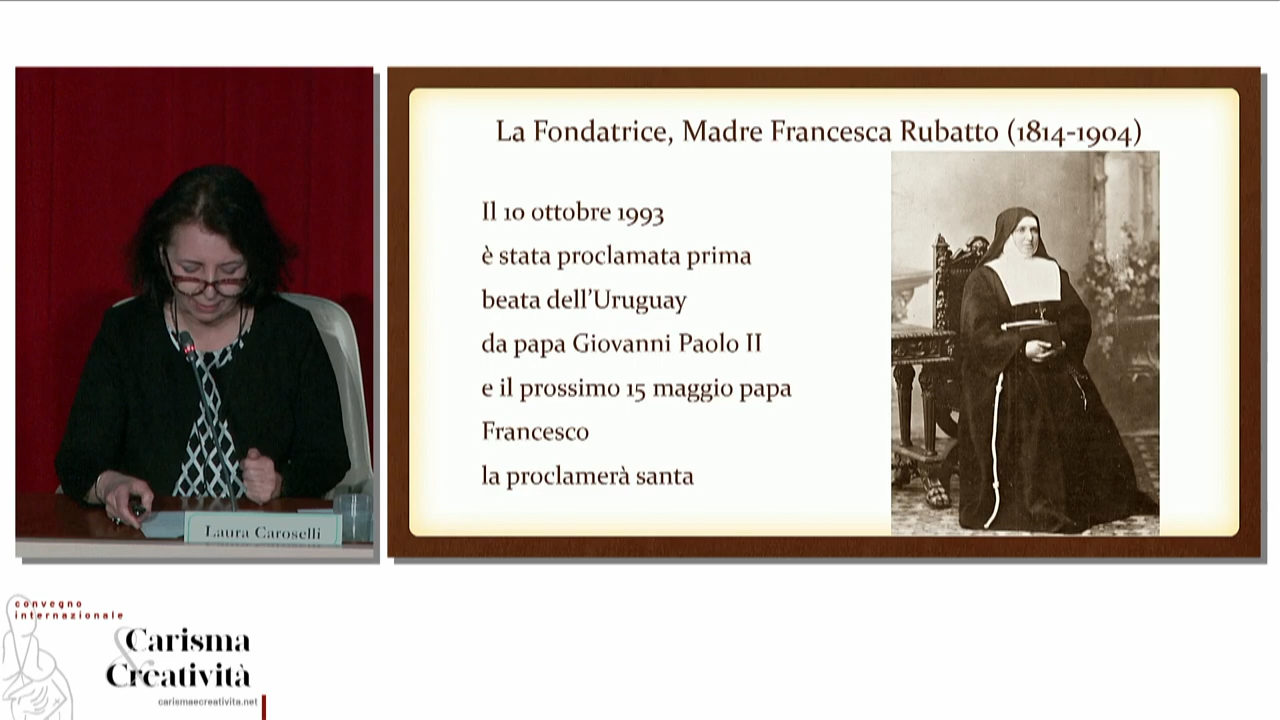 La Fondatrice, Madre Francesca Rubatto (1814-1904)
Il 10 ottobre 1993
è stata proclamata prima
beata dell'Uruguay
da papa Giovanni Paolo II
e il prossimo 15 maggio papa
Francesco
la proclamerà santa
Laura Caroselli
convegno
internazionale
Carisma
&
Creatività
carismaecreativita.net